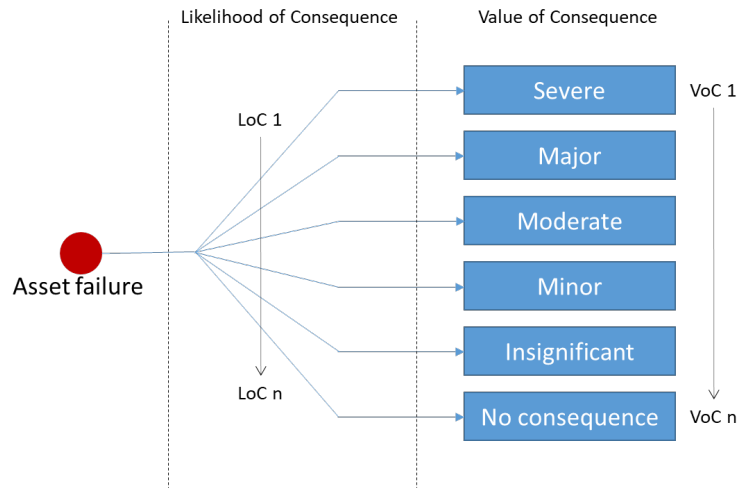 Likelihood of Consequence
Value of Consequence
Severe
VoC 1
LoC 1
Major
Moderate
Asset failure
Minor
Insignificant
LoC n
No consequence
VoC n